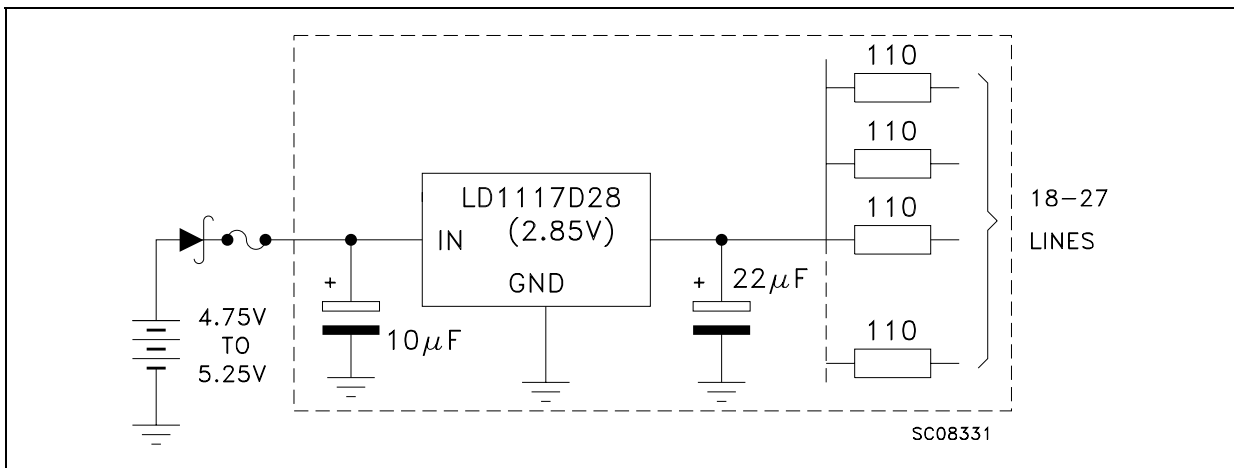 110
110
LD1117D28
(2.85V)
110
18-27
LINES
IN
GND
+
10μF
+
22μF
4.75V
TO
5.25V
110
SC08331